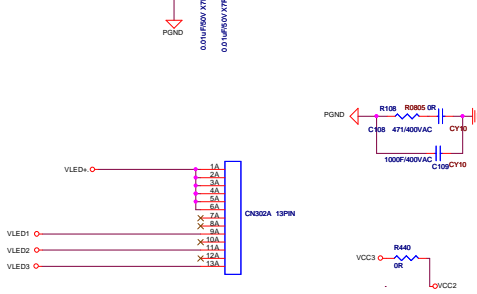 0.01uF/50V X7R
0.01uF/50V X7R
PGND
R108 R0805 0R
PGND
C108 471/400VAC CY10
1000F/400VAC C109 CY10
VLED+
1A
2A
3A
4A
5A
6A
7A
8A
9A
10A
11A
12A
13A
CN302A 13PIN
VLED1
VLED2
VLED3
R440
VCC3
0R
VCC2